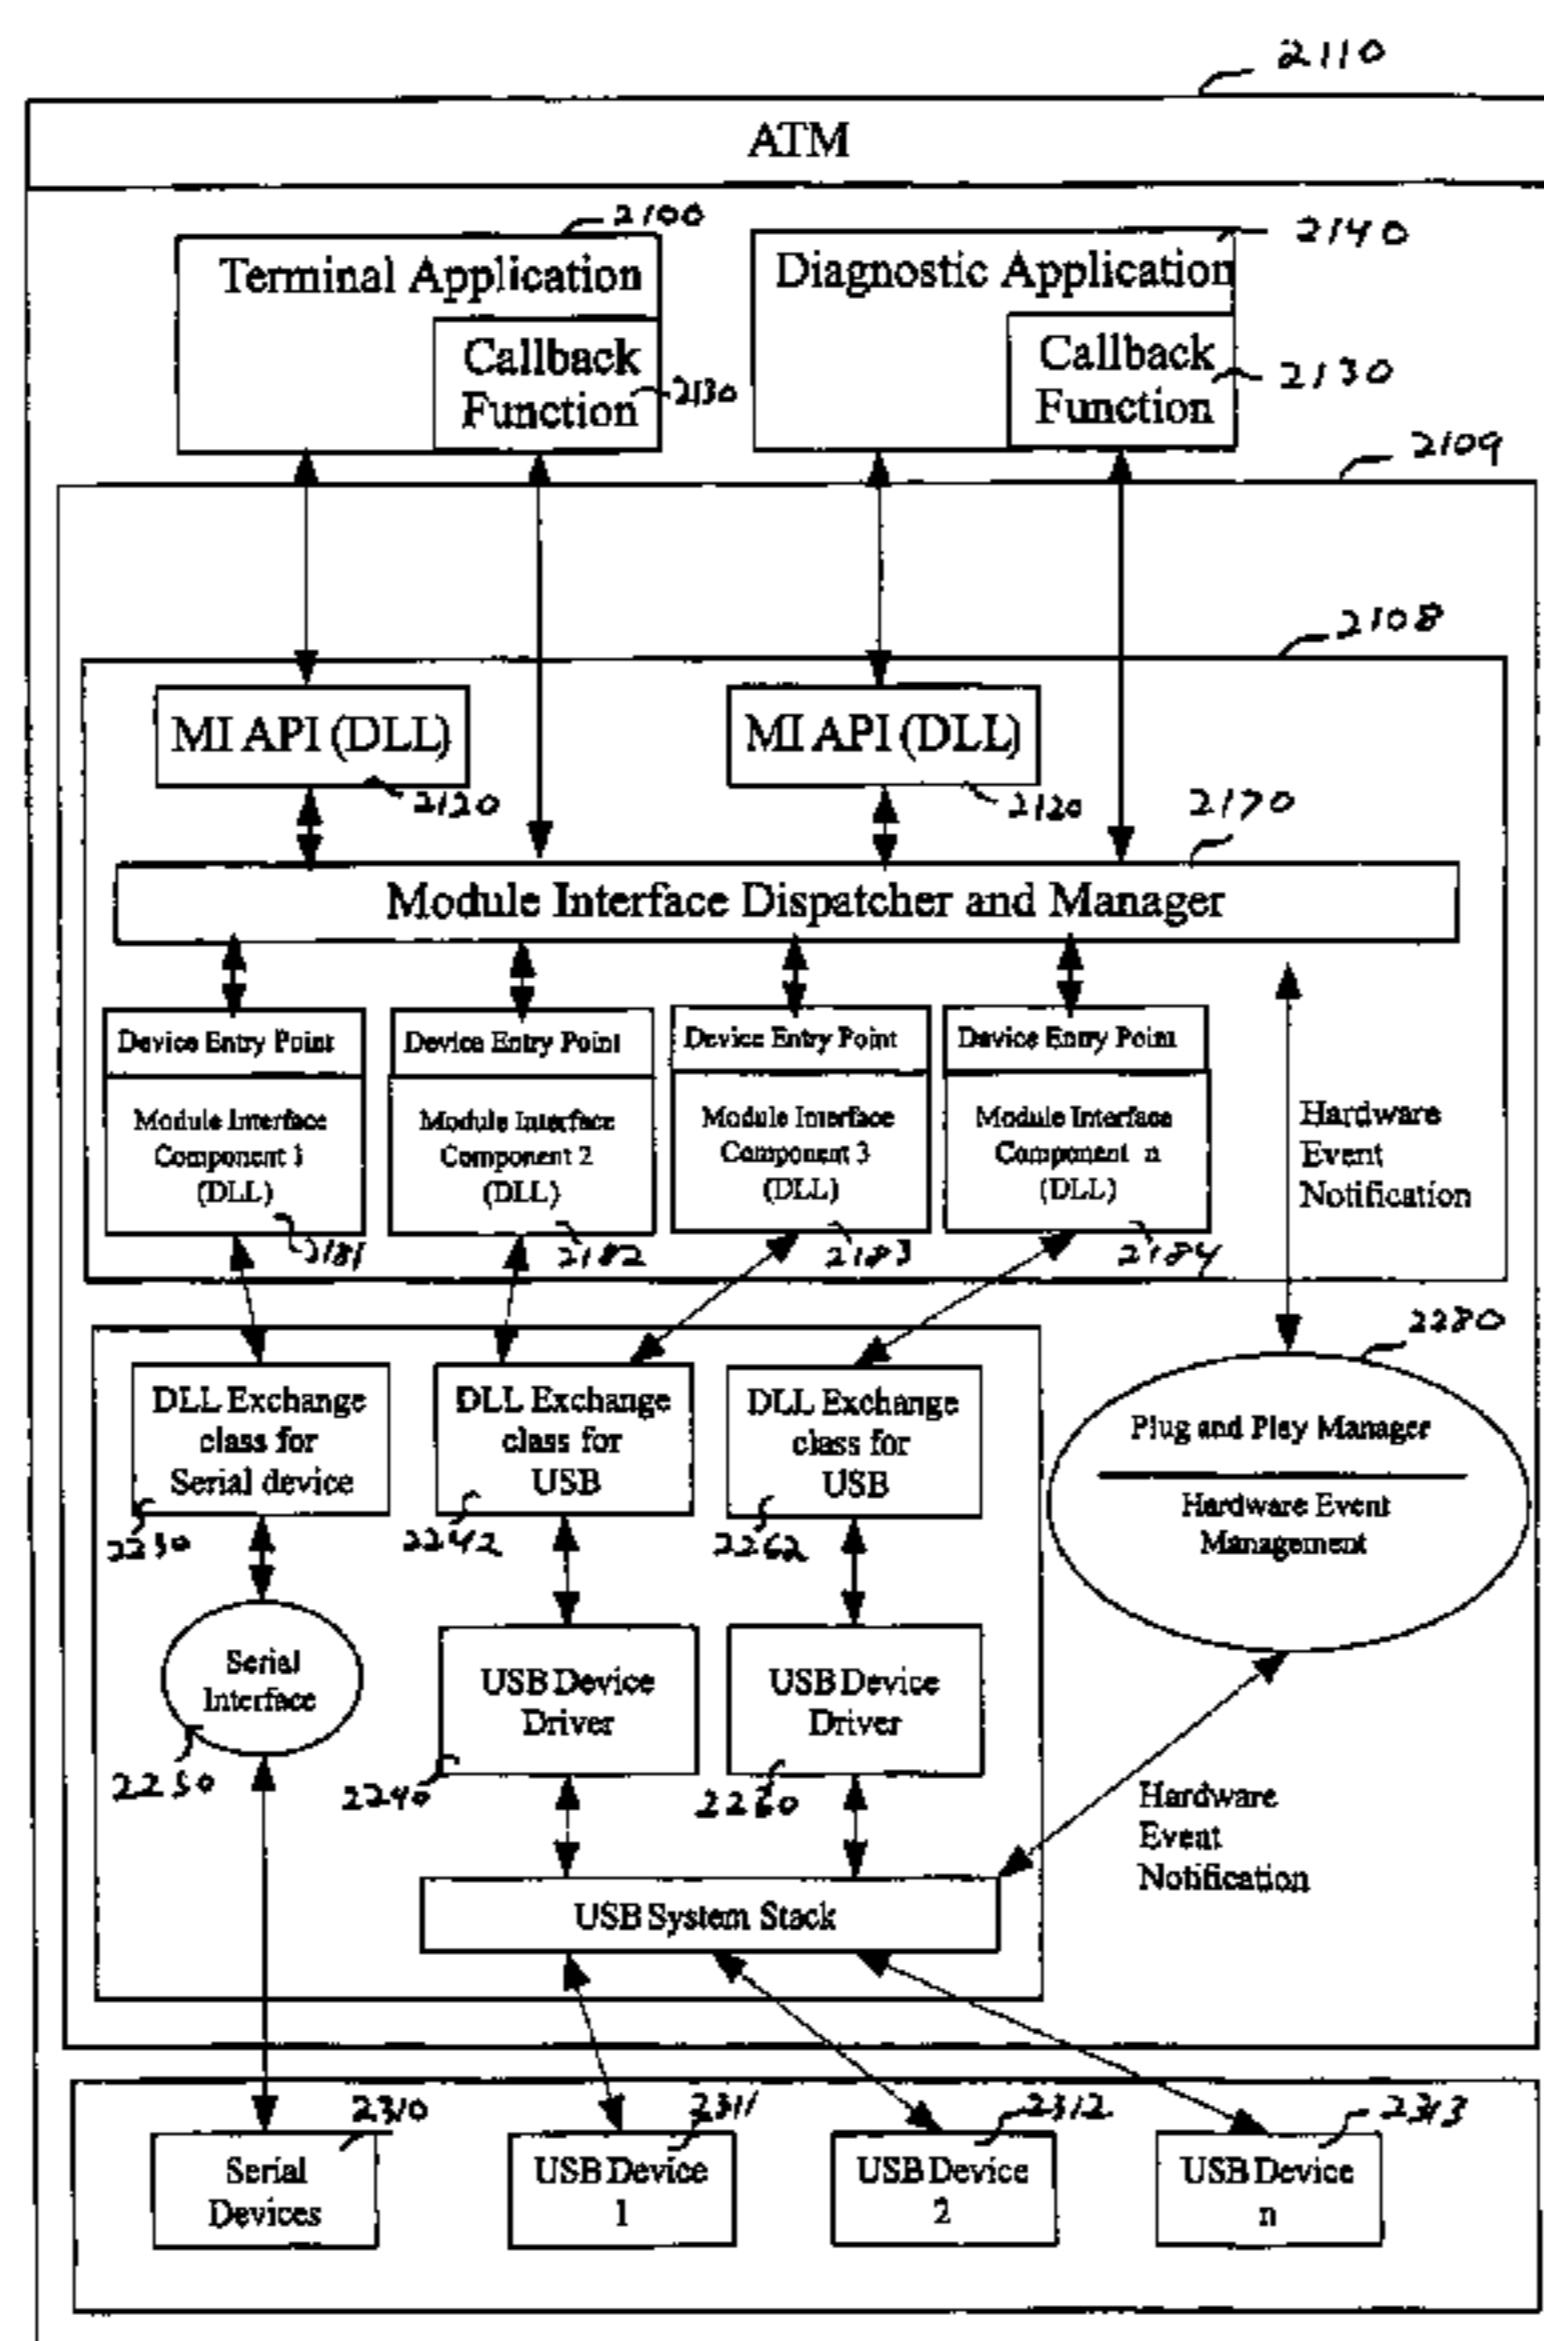 2110
ATM
2100
2140
Terminal Application
Diagnostic Application
Callback
Function
2130
Callback
Function
2130
2109
2108
MI API (DLL)
MI API (DLL)
2120
2120
2170
Module Interface Dispatcher and Manager
Device Entry Point
Device Entry Point
Device Entry Point
Device Entry Point
Module Interface
Component 1
(DLL)
Module Interface
Component 2
(DLL)
Module Interface
Component 3
(DLL)
Module Interface
Component n
(DLL)
Hardware
Event
Notification
2181
2182
2183
2184
2280
DLL Exchange
class for
Serial device
DLL Exchange
class for
USB
DLL Exchange
class for
USB
Plug and Play Manager
Hardware Event
Management
2242
2262
Serial
Interface
USB Device
Driver
USB Device
Driver
2250
2240
2260
Hardware
Event
Notification
USB System Stack
2310
2311
2312
2313
Serial
Devices
USB Device
1
USB Device
2
USB Device
n